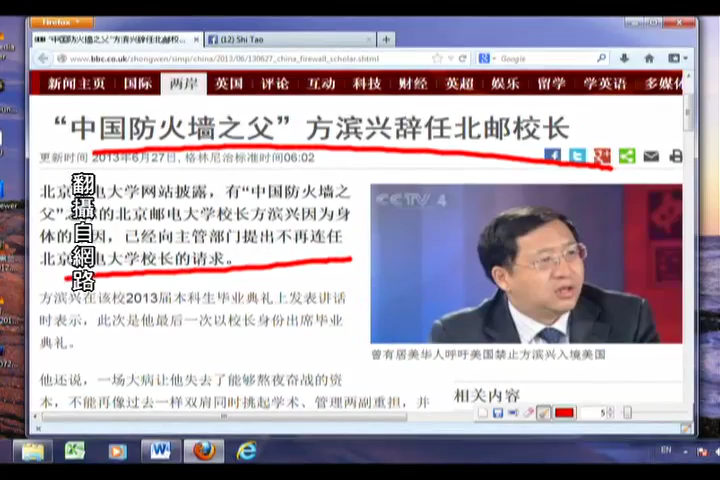 firefox
"中国防火墙之父"方滨兴辞任北邮校长...
(12) Shi Tao
www.bbc.co.uk/zhongwen/simp/china/2013/06/130627_china_firewall_scholar.shtml
Google
新闻主页 国际 两岸 英国 评论 互动 科技 财经 英超 娱乐 留学 学英语 多媒体
“中国防火墙之父”方滨兴辞任北邮校长
更新时间 2013年6月27日, 格林尼治标准时间06:02
北京 电大学网站披露，有“中国防火墙之
父” 的北京邮电大学校长方滨兴因为身
体的 因，已经向主管部门提出不再连任
北京 电大学校长的请求。
翻攝自網路
CCTV 4
方滨兴在该校2013届本科生毕业典礼上发表讲话
时表示，此次是他最后一次以校长身份出席毕业
典礼。
曾有居美华人呼吁美国禁止方滨兴入境美国
他还说，一场大病让他失去了能够熬夜奋战的资
本，不能再像过去一样双肩同时挑起学术、管理两副重担，并
相关内容
5
EN